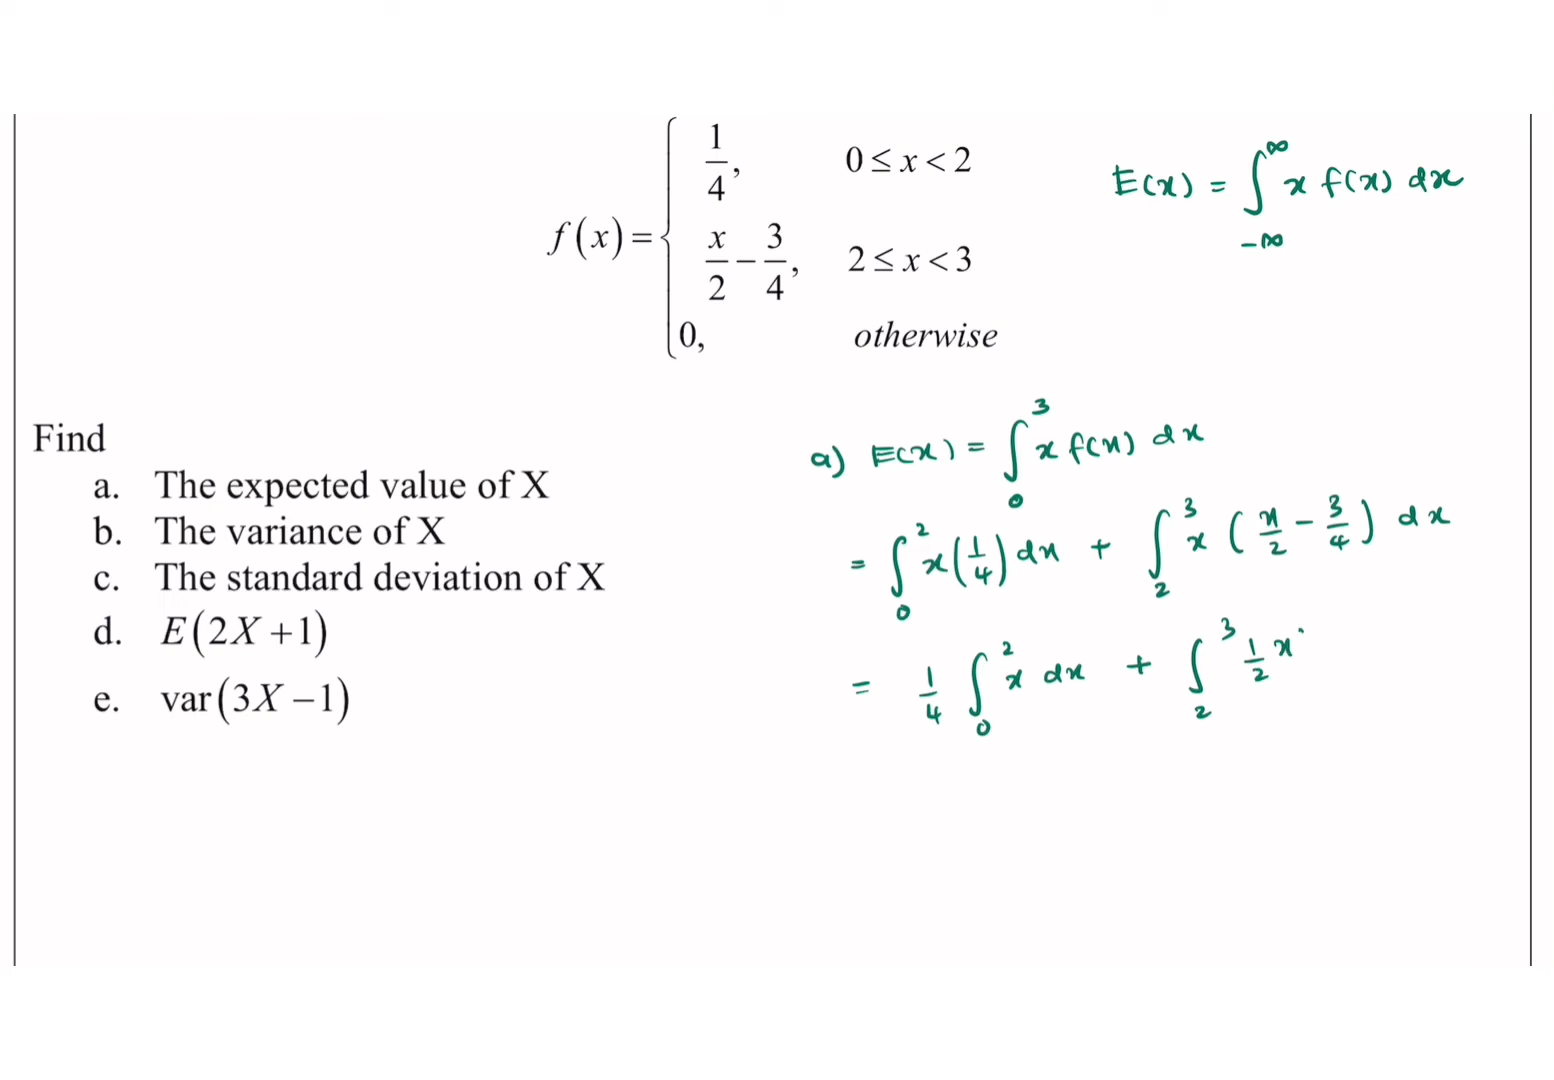 f(x) = { 1/4, 0 ≤ x < 2
x/2 − 3/4, 2 ≤ x < 3
0, otherwise
E(x) = ∫_{-∞}^{∞} x f(x) dx
Find
a. The expected value of X
b. The variance of X
c. The standard deviation of X
d. E(2X +1)
e. var(3X −1)
a) E(x) = ∫_0^3 x f(x) dx
= ∫_0^2 x(1/4) dx + ∫_2^3 x (x/2 − 3/4) dx
= 1/4 ∫_0^2 x dx + ∫_2^3 1/2 x